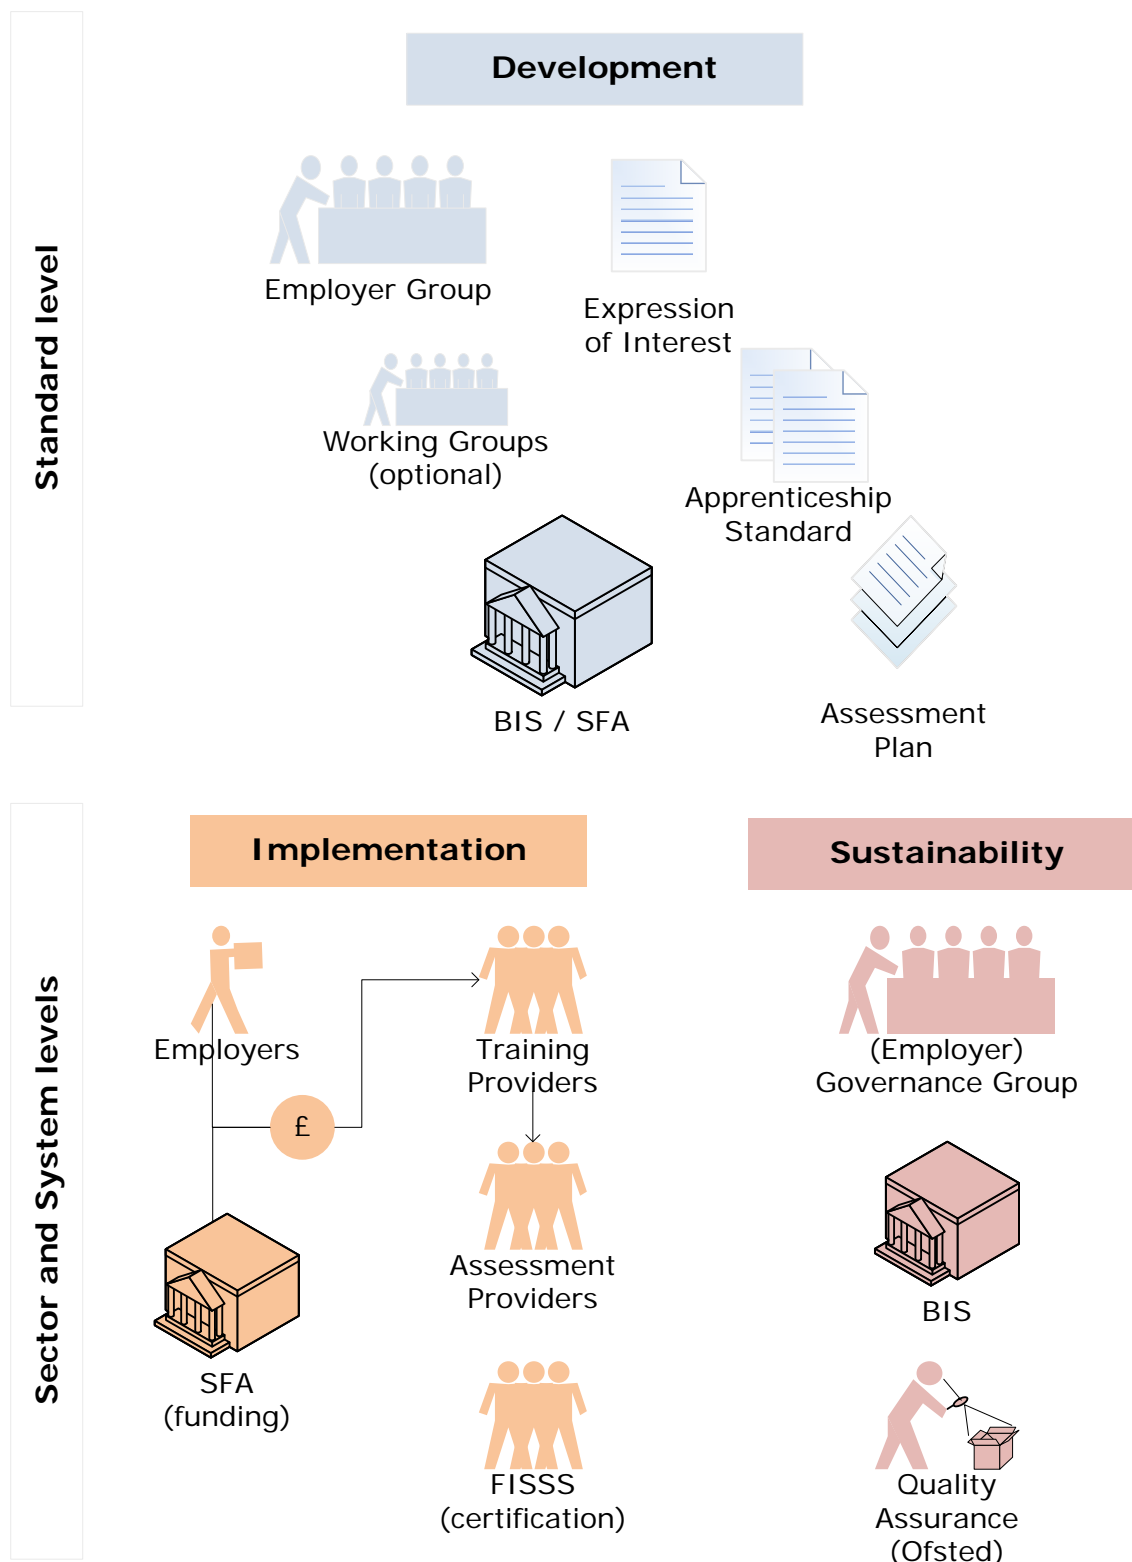 Development
Standard level
Employer Group
Expression
of Interest
Working Groups
(optional)
Apprenticeship
Standard
BIS / SFA
Assessment
Plan
Implementation
Sustainability
Sector and System levels
Employers
Training
Providers
(Employer)
Governance Group
£
Assessment
Providers
BIS
SFA
(funding)
FISSS
(certification)
Quality
Assurance
(Ofsted)